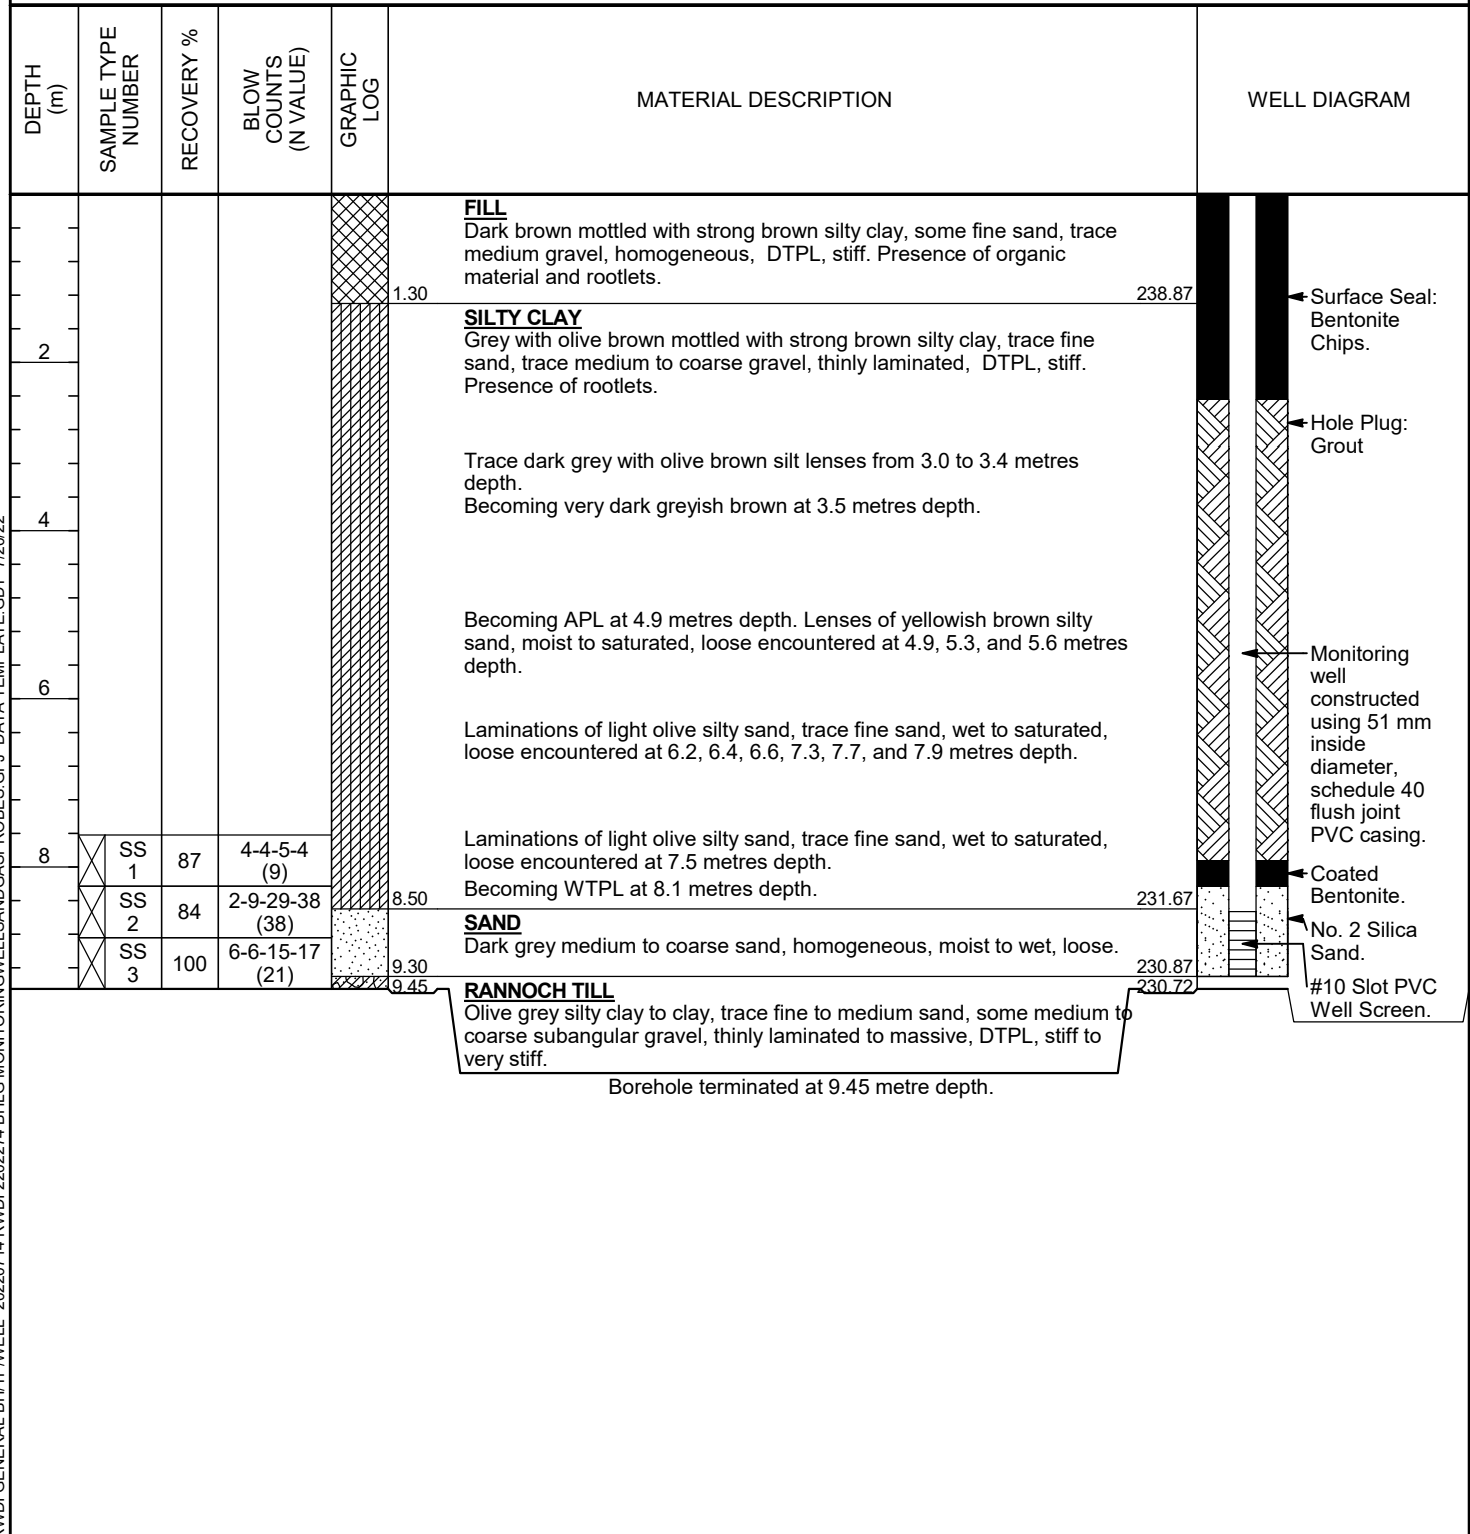 DEPTH
(m)
SAMPLE TYPE
NUMBER
RECOVERY %
BLOW
COUNTS
(N VALUE)
GRAPHIC
LOG
MATERIAL DESCRIPTION
WELL DIAGRAM
FILL
Dark brown mottled with strong brown silty clay, some fine sand, trace
medium gravel, homogeneous, DTPL, stiff. Presence of organic
material and rootlets.
1.30
238.87
SILTY CLAY
Grey with olive brown mottled with strong brown silty clay, trace fine
sand, trace medium to coarse gravel, thinly laminated, DTPL, stiff.
Presence of rootlets.
Trace dark grey with olive brown silt lenses from 3.0 to 3.4 metres
depth.
Becoming very dark greyish brown at 3.5 metres depth.
Becoming APL at 4.9 metres depth. Lenses of yellowish brown silty
sand, moist to saturated, loose encountered at 4.9, 5.3, and 5.6 metres
depth.
Laminations of light olive silty sand, trace fine sand, wet to saturated,
loose encountered at 6.2, 6.4, 6.6, 7.3, 7.7, and 7.9 metres depth.
Laminations of light olive silty sand, trace fine sand, wet to saturated,
loose encountered at 7.5 metres depth.
Becoming WTPL at 8.1 metres depth.
8.50
231.67
SAND
Dark grey medium to coarse sand, homogeneous, moist to wet, loose.
9.30
230.87
9.45
230.72
RANNOCH TILL
Olive grey silty clay to clay, trace fine to medium sand, some medium to
coarse subangular gravel, thinly laminated to massive, DTPL, stiff to
very stiff.
Borehole terminated at 9.45 metre depth.
2
4
6
8
SS
1
87
4-4-5-4
(9)
SS
2
84
2-9-29-38
(38)
SS
3
100
6-6-15-17
(21)
Surface Seal:
Bentonite
Chips.
Hole Plug:
Grout
Monitoring
well
constructed
using 51 mm
inside
diameter,
schedule 40
flush joint
PVC casing.
Coated
Bentonite.
No. 2 Silica
Sand.
#10 Slot PVC
Well Screen.